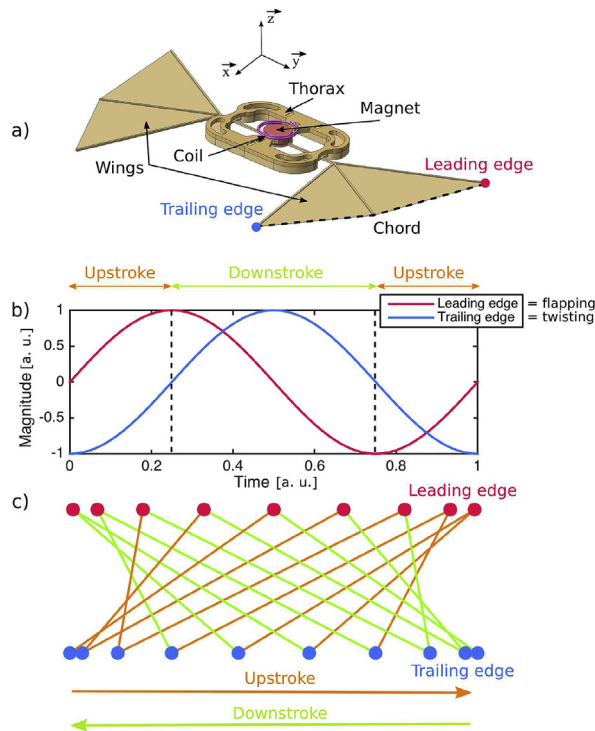 z
x
y
Thorax
Magnet
a)
Coil
Wings
Leading edge
Trailing edge
Chord
Upstroke
Downstroke
Upstroke
b)
Leading edge = flapping
Trailing edge = twisting
Magnitude [a. u.]
1
0.5
0
-0.5
-1
0
0.2
0.4
0.6
0.8
1
Time [a. u.]
c)
Leading edge
Trailing edge
Upstroke
Downstroke